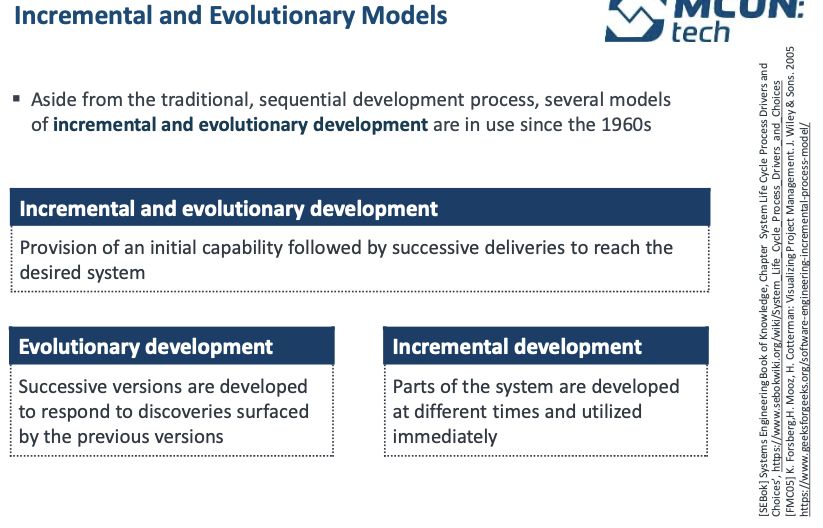 Incremental and Evolutionary Models
MCON:
tech
▪ Aside from the traditional, sequential development process, several models
of incremental and evolutionary development are in use since the 1960s
Incremental and evolutionary development
Provision of an initial capability followed by successive deliveries to reach the
desired system
Evolutionary development
Successive versions are developed
to respond to discoveries surfaced
by the previous versions
Incremental development
Parts of the system are developed
at different times and utilized
immediately
[SEBok] Systems Engineering Book of Knowledge, Chapter System Life Cycle Process Drivers and
Choices', https://www.sebokwiki.org/wiki/System_Life_Cycle_Process_Drivers_and_Choices
[FMC05] K. Forsberg,H. Mooz, H. Cotterman: Visualizing Project Management. J. Wiley & Sons. 2005
https://www.geeksforgeeks.org/software-engineering-incremental-process-model/